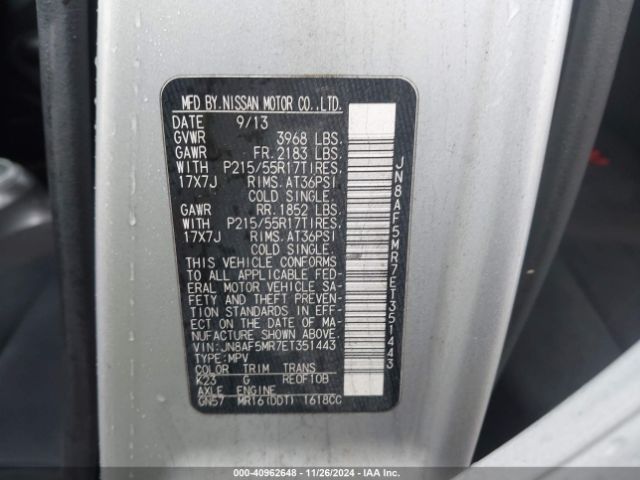 MFD BY.NISSAN MOTOR CO.,LTD.
DATE 9/13
GVWR 3968 LBS.
GAWR FR.2183 LBS.
WITH P215/55R17TIRES,
17X7J RIMS.AT36PSI
COLD SINGLE.
GAWR RR.1852 LBS.
WITH P215/55R17TIRES,
17X7J RIMS.AT36PSI
COLD SINGLE.
THIS VEHICLE CONFORMS
TO ALL APPLICABLE FED-
ERAL MOTOR VEHICLE SA-
FETY AND THEFT PREVEN-
TION STANDARDS IN EFF-
ECT ON THE DATE OF MA-
NUFACTURE SHOWN ABOVE.
VIN:JN8AF5MR7ET351443
TYPE:MPV
COLOR TRIM TRANS
K23 G RE0F10B
AXLE ENGINE
GN57 MR16(DDT) 1618CC
JN8AF5MR7ET351443
000-40962648 | 11/26/2024 — IAA, Inc.